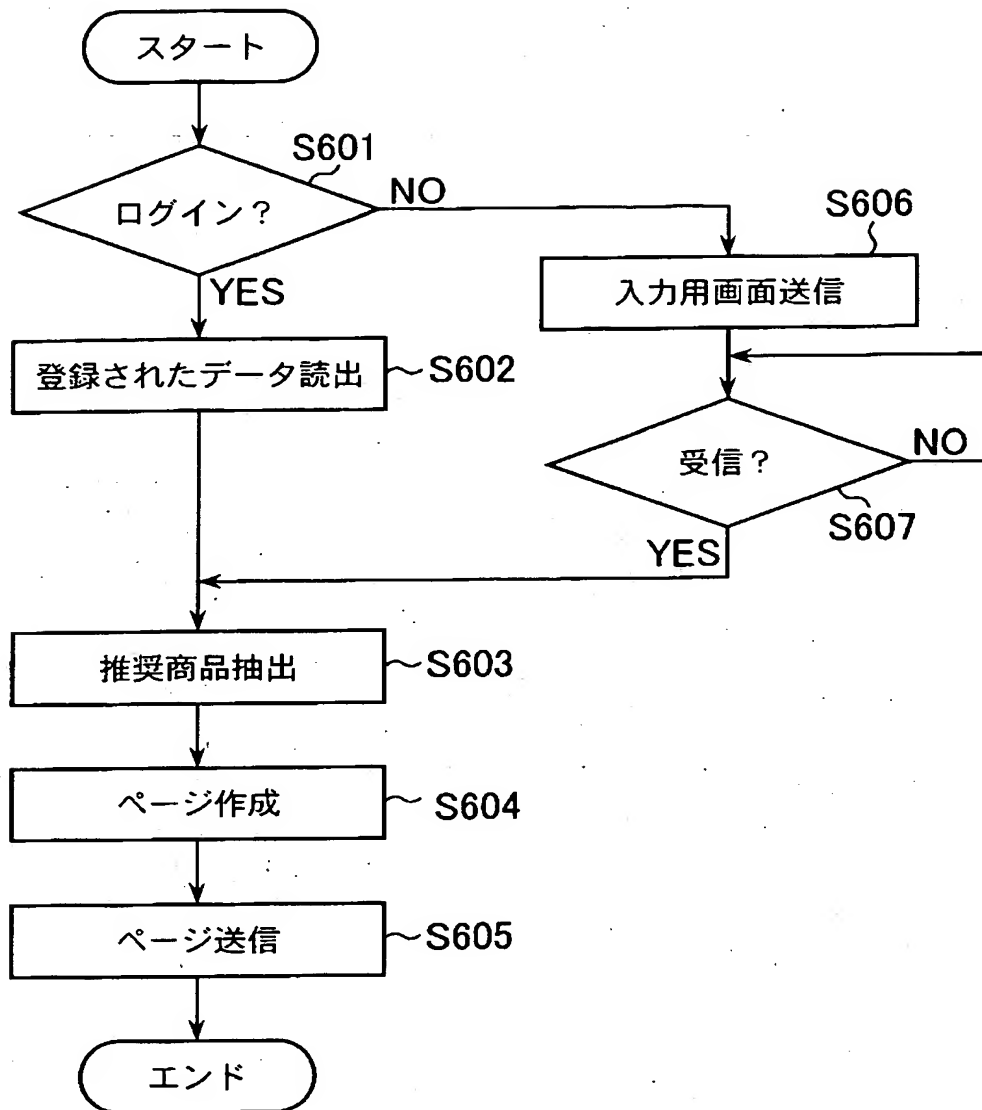 スタート
S601
ログイン?
NO
YES
S606
入力用画面送信
登録されたデータ読出
S602
受信?
NO
S607
YES
推奨商品抽出
S603
ページ作成
S604
ページ送信
S605
エンド